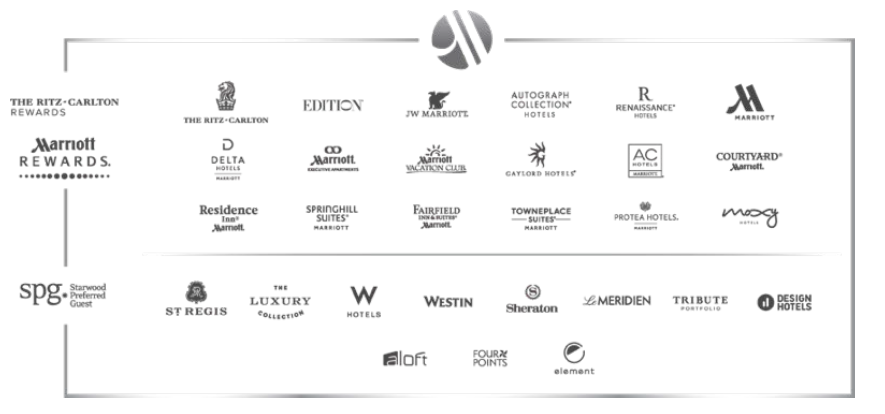 THE RITZ·CARLTON
REWARDS
Marriott
REWARDS.
THE RITZ·CARLTON
EDITION
JW MARRIOTT
AUTOGRAPH
COLLECTION®
HOTELS
R
RENAISSANCE®
HOTELS
MARRIOTT
D
DELTA
HOTELS
MARRIOTT
Marriott
EXECUTIVE APARTMENTS
Marriott
VACATION CLUB
GAYLORD HOTELS®
AC
HOTELS
MARRIOTT
COURTYARD®
Marriott.
Residence
Inn®
Marriott.
SPRINGHILL
SUITES®
MARRIOTT
FAIRFIELD
INN & SUITES®
Marriott.
TOWNEPLACE
SUITES®
MARRIOTT
PROTEA HOTELS.
MARRIOTT
moxy
HOTELS
spg. Starwood
Preferred
Guest
ST REGIS
THE
LUXURY
COLLECTION
W
HOTELS
WESTIN
S
Sheraton
Le MERIDIEN
TRIBUTE
PORTFOLIO
DESIGN
HOTELS
aloft
FOUR
POINTS
element